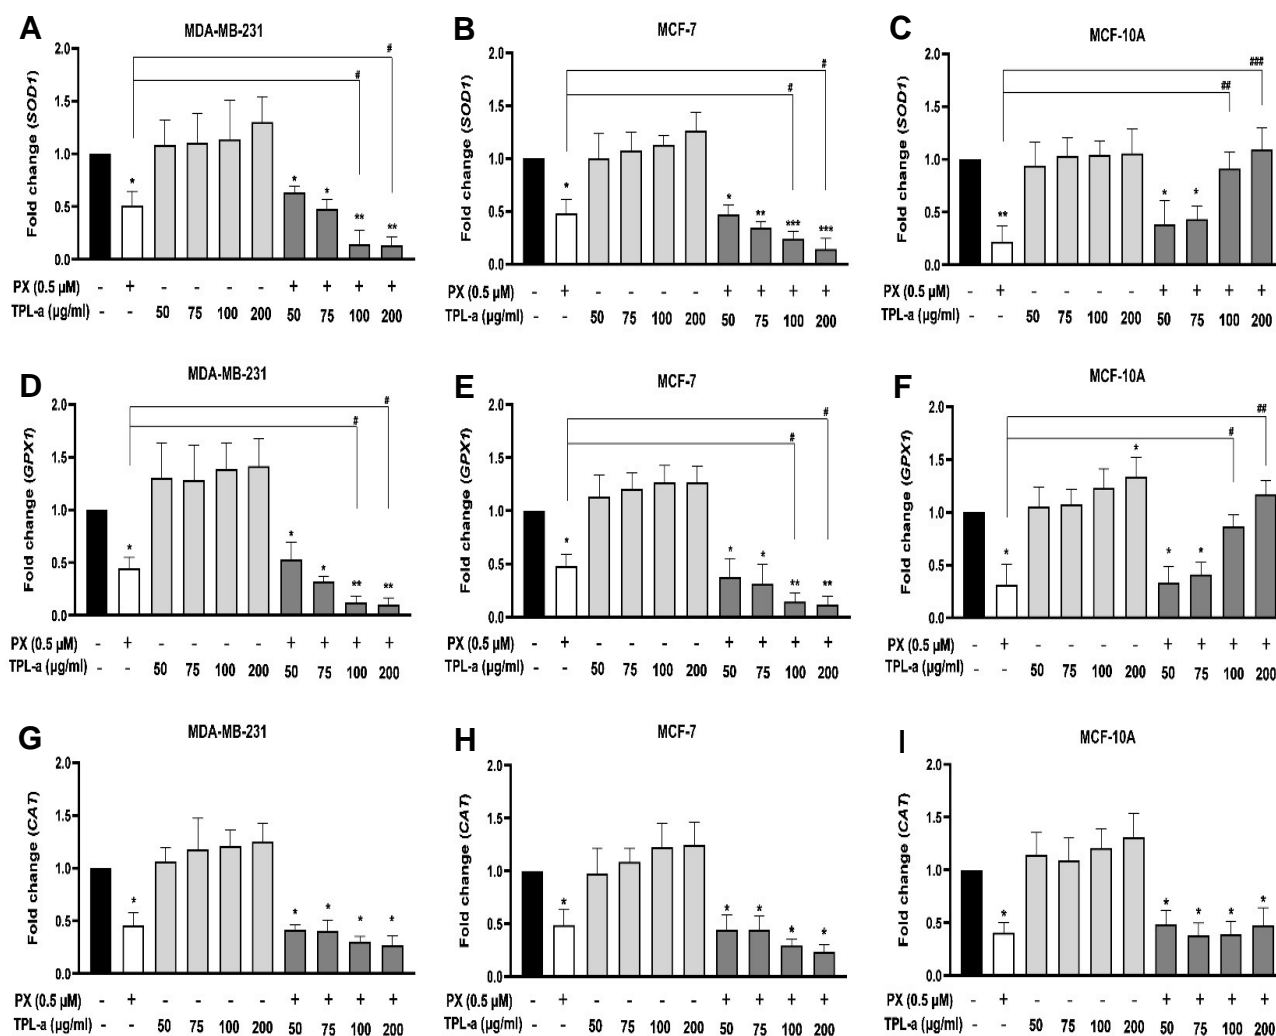 A
MDA-MB-231
B
MCF-7
C
MCF-10A
Fold change (SOD1)
2.0
1.5
1.0
0.5
0.0
* * * ** ** # #
PX (0.5 µM) - + - - - - + + + +
TPL-a (µg/ml) - - 50 75 100 200 50 75 100 200
Fold change (SOD1)
2.0
1.5
1.0
0.5
0.0
* * ** *** *** # #
PX (0.5 µM) - + - - - - + + + +
TPL-a (µg/ml) - - 50 75 100 200 50 75 100 200
Fold change (SOD1)
2.0
1.5
1.0
0.5
0.0
** * * ## ###
PX (0.5 µM) - + - - - - + + + +
TPL-a (µg/ml) - - 50 75 100 200 50 75 100 200
D
MDA-MB-231
E
MCF-7
F
MCF-10A
Fold change (GPX1)
2.0
1.5
1.0
0.5
0.0
* * * ** ** # #
PX (0.5 µM) - + - - - - + + + +
TPL-a (µg/ml) - - 50 75 100 200 50 75 100 200
Fold change (GPX1)
2.0
1.5
1.0
0.5
0.0
* * * ** ** # #
PX (0.5 µM) - + - - - - + + + +
TPL-a (µg/ml) - - 50 75 100 200 50 75 100 200
Fold change (GPX1)
2.0
1.5
1.0
0.5
0.0
* * * * # ##
PX (0.5 µM) - + - - - - + + + +
TPL-a (µg/ml) - - 50 75 100 200 50 75 100 200
G
MDA-MB-231
H
MCF-7
I
MCF-10A
Fold change (CAT)
2.0
1.5
1.0
0.5
0.0
* * * * *
PX (0.5 µM) - + - - - - + + + +
TPL-a (µg/ml) - - 50 75 100 200 50 75 100 200
Fold change (CAT)
2.0
1.5
1.0
0.5
0.0
* * * * *
PX (0.5 µM) - + - - - - + + + +
TPL-a (µg/ml) - - 50 75 100 200 50 75 100 200
Fold change (CAT)
2.0
1.5
1.0
0.5
0.0
* * * * *
PX (0.5 µM) - + - - - - + + + +
TPL-a (µg/ml) - - 50 75 100 200 50 75 100 200